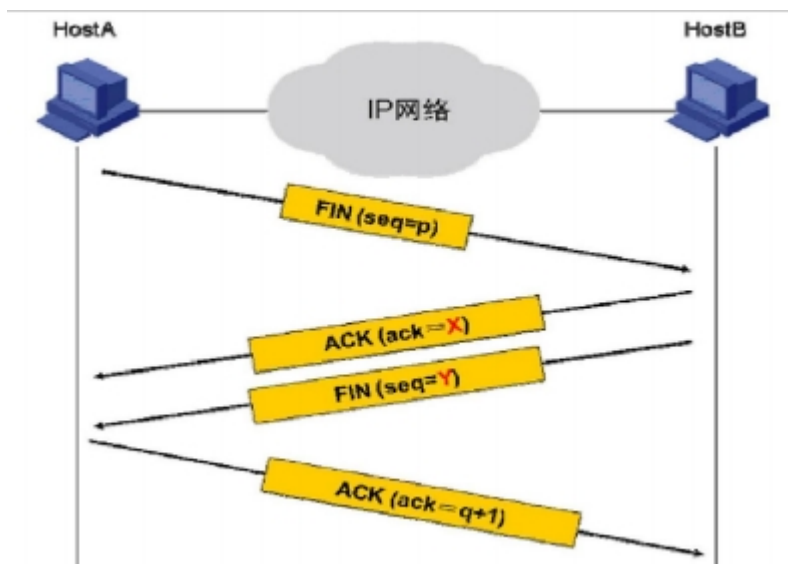 HostA
HostB
IP网络
FIN (seq=p)
ACK (ack=X)
FIN (seq=Y)
ACK (ack=q+1)